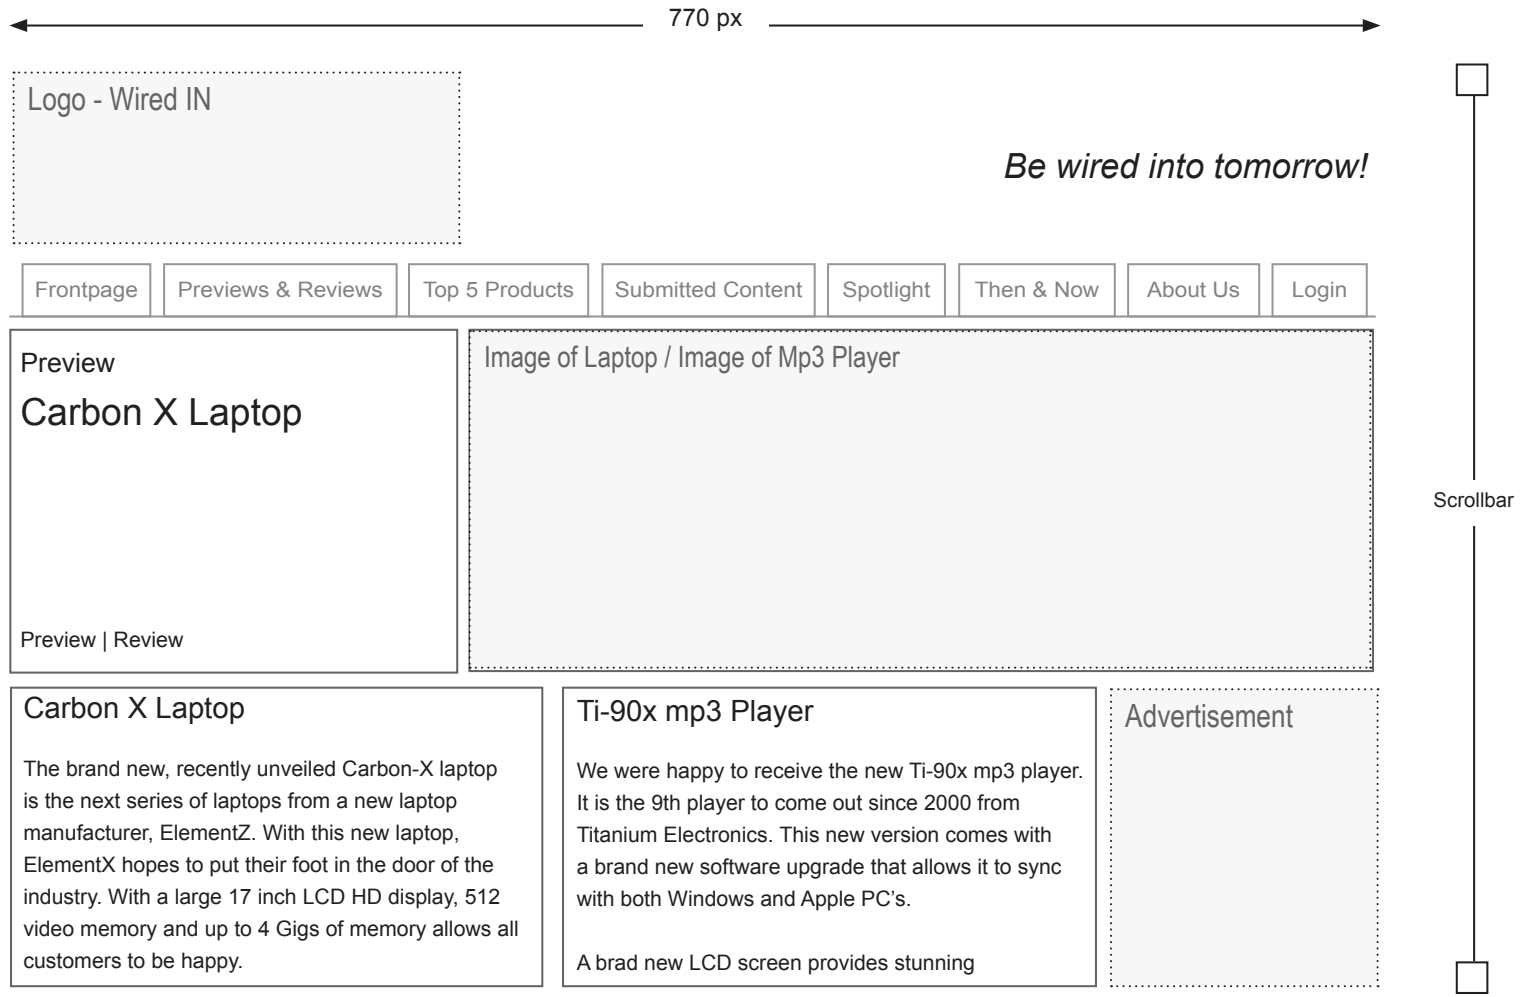 770 px
Logo - Wired IN
Be wired into tomorrow!
Frontpage
Previews & Reviews
Top 5 Products
Submitted Content
Spotlight
Then & Now
About Us
Login
Preview
Carbon X Laptop
Preview | Review
Image of Laptop / Image of Mp3 Player
Scrollbar
Carbon X Laptop
The brand new, recently unveiled Carbon-X laptop
is the next series of laptops from a new laptop
manufacturer, ElementZ. With this new laptop,
ElementX hopes to put their foot in the door of the
industry. With a large 17 inch LCD HD display, 512
video memory and up to 4 Gigs of memory allows all
customers to be happy.
Ti-90x mp3 Player
We were happy to receive the new Ti-90x mp3 player.
It is the 9th player to come out since 2000 from
Titanium Electronics. This new version comes with
a brand new software upgrade that allows it to sync
with both Windows and Apple PC’s.
A brad new LCD screen provides stunning
Advertisement